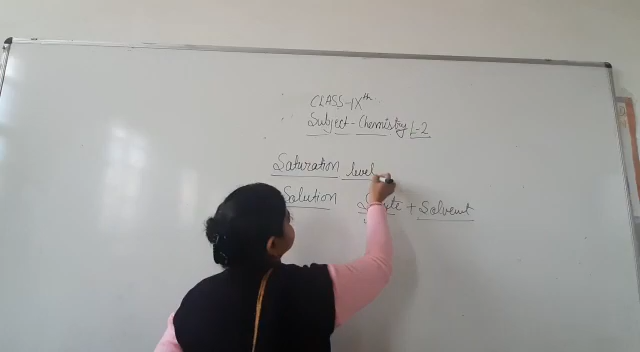 CLASS-IXth
Subject-Chemistry L-2
Saturation level
Solution Solute + Solvent